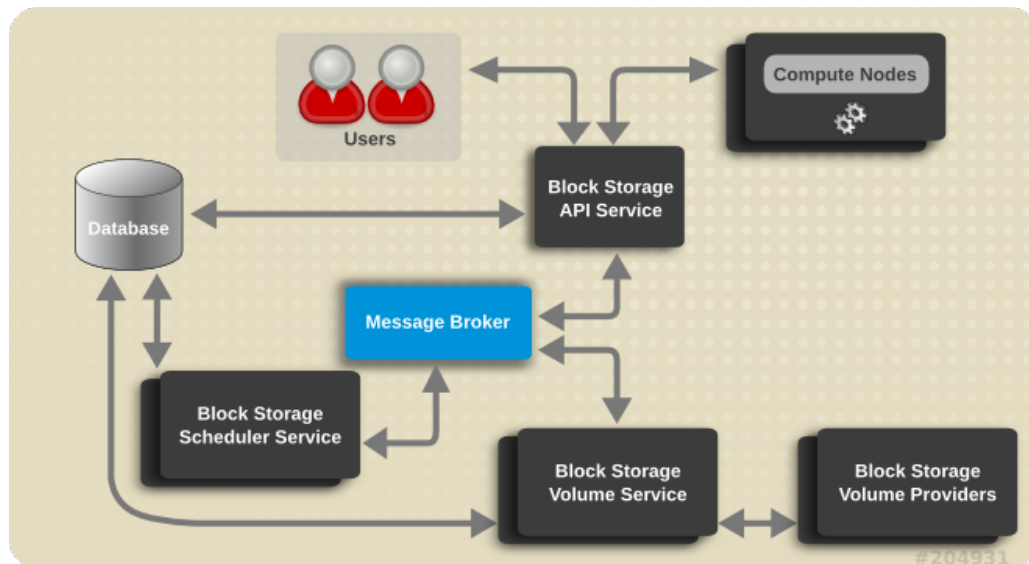 Users
Compute Nodes
Block Storage
API Service
Database
Message Broker
Block Storage
Scheduler Service
Block Storage
Volume Service
Block Storage
Volume Providers
#204931